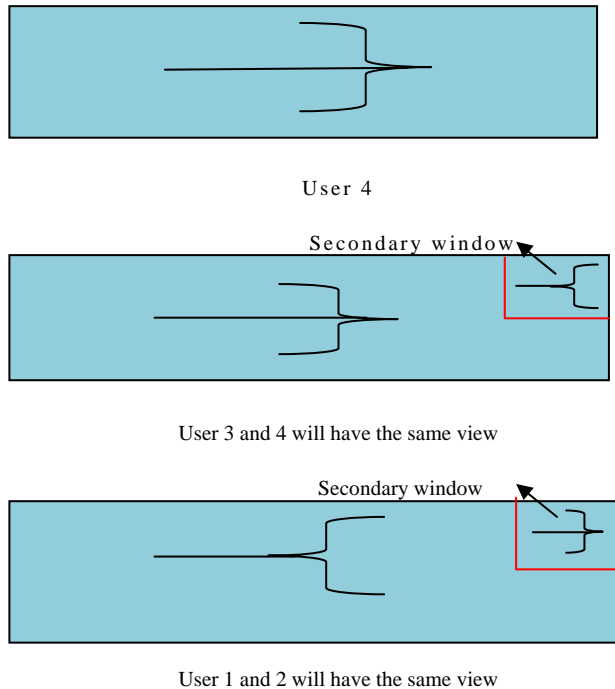 User 4
Secondary window
User 3 and 4 will have the same view
Secondary window
User 1 and 2 will have the same view